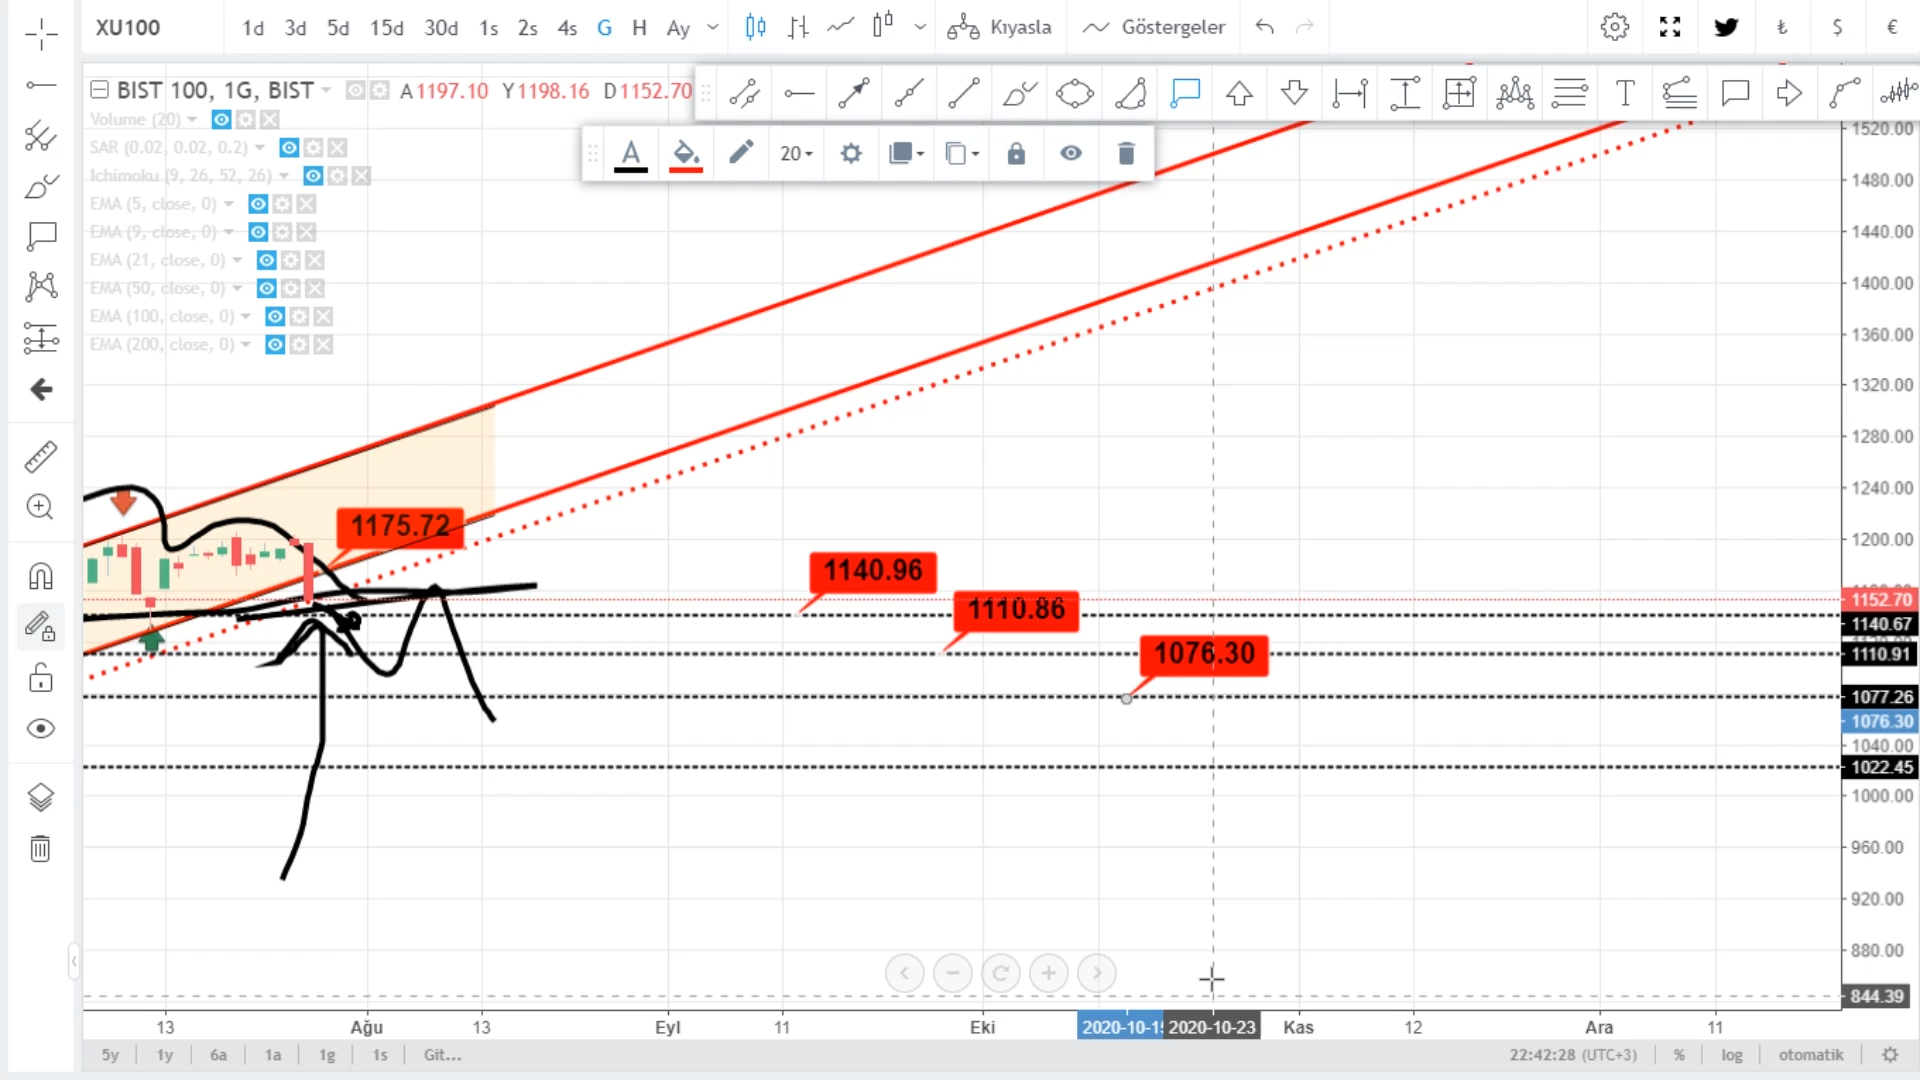 XU100 1d 3d 5d 15d 30d 1s 2s 4s G H Ay Kıyasla Göstergeler ₺ $ €
BIST 100, 1G, BIST A1197.10 Y1198.16 D1152.70 T
Volume (20)
SAR (0.02, 0.02, 0.2)
A 20
Ichimoku (9, 26, 52, 26)
EMA (5, close, 0)
EMA (9, close, 0)
EMA (21, close, 0)
EMA (50, close, 0)
EMA (100, close, 0)
EMA (200, close, 0)
1520.00
1480.00
1440.00
1400.00
1360.00
1320.00
1280.00
1240.00
1200.00
1175.72
1140.96
1110.86
1076.30
1152.70
1140.67
1110.91
1077.26
1076.30
1040.00
1022.45
1000.00
960.00
920.00
880.00
844.39
13 Ağu 13 Eyl 11 Eki 2020-10-15 2020-10-23 Kas 12 Ara 11
5y 1y 6a 1a 1g 1s Git... 22:42:28 (UTC+3) % log otomatik